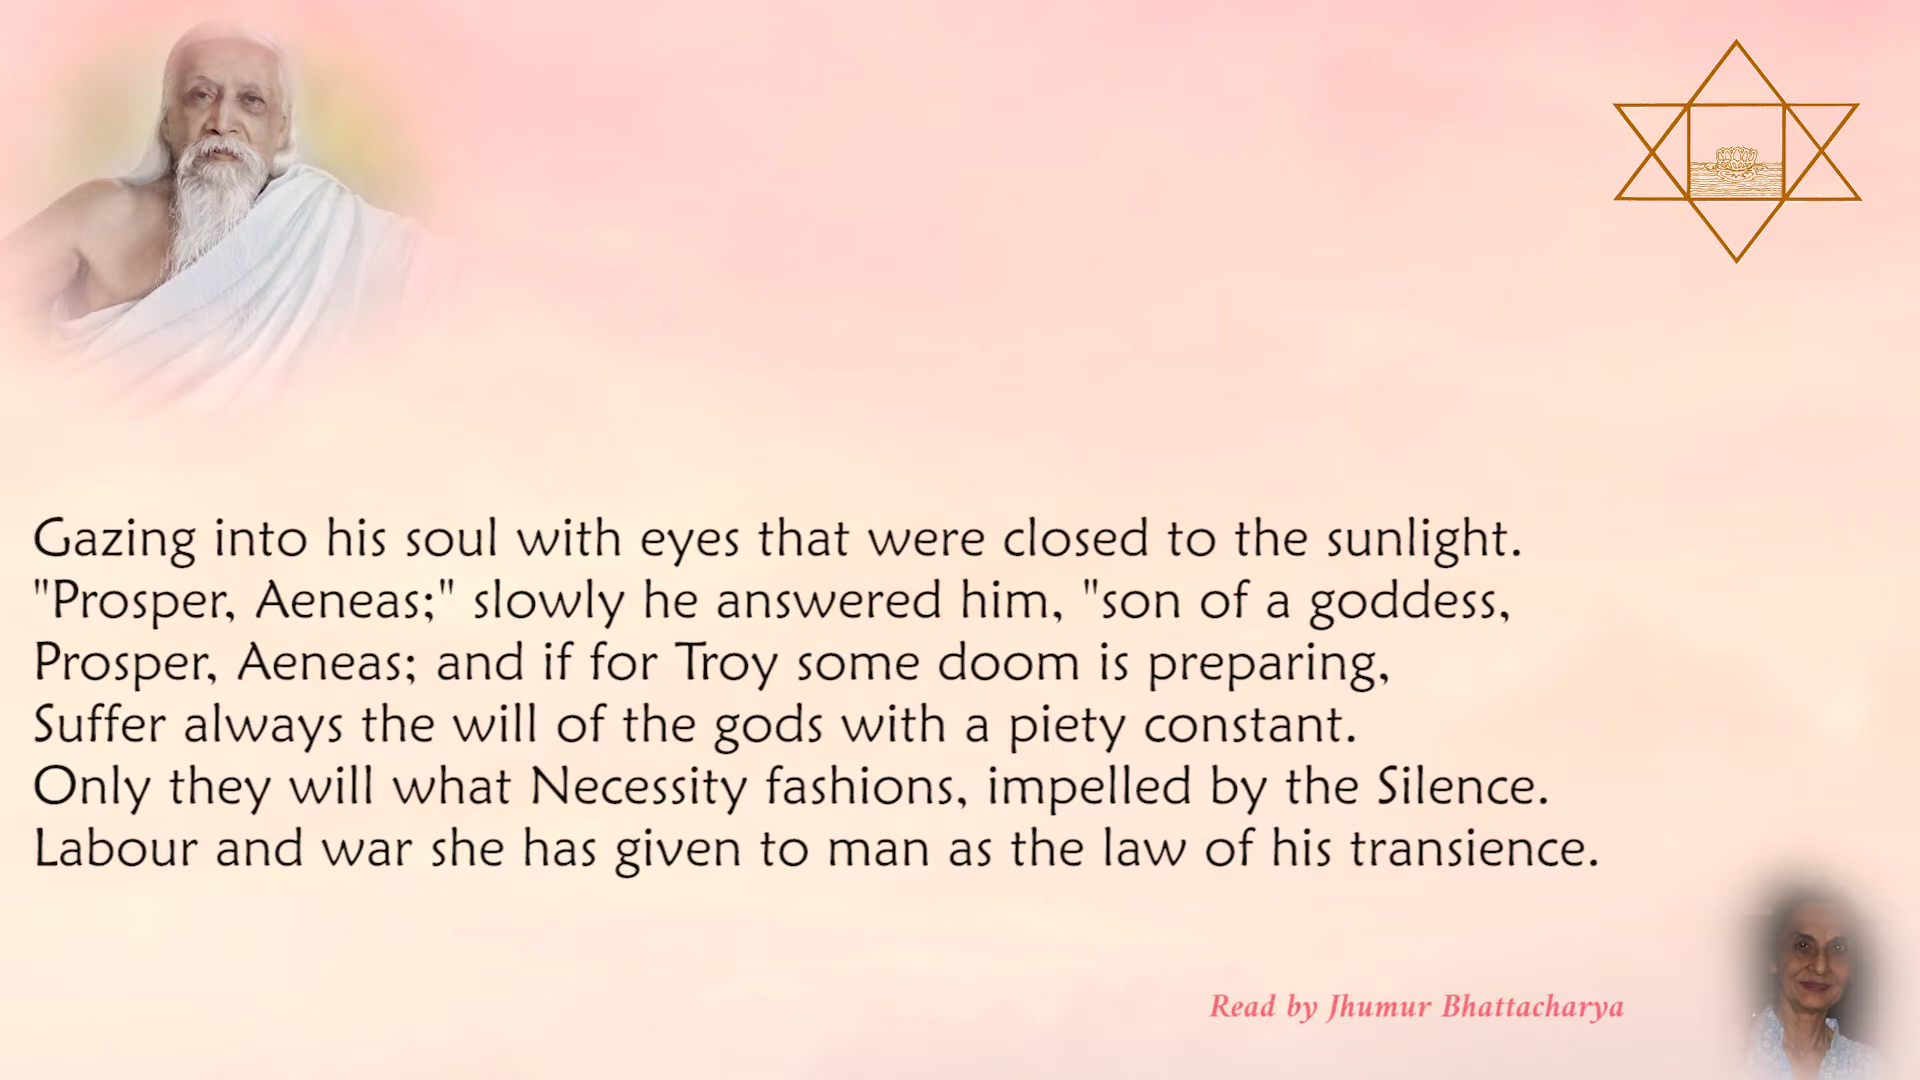 Gazing into his soul with eyes that were closed to the sunlight.
"Prosper, Aeneas;" slowly he answered him, "son of a goddess,
Prosper, Aeneas; and if for Troy some doom is preparing,
Suffer always the will of the gods with a piety constant.
Only they will what Necessity fashions, impelled by the Silence.
Labour and war she has given to man as the law of his transience.
Read by Jhumur Bhattacharya